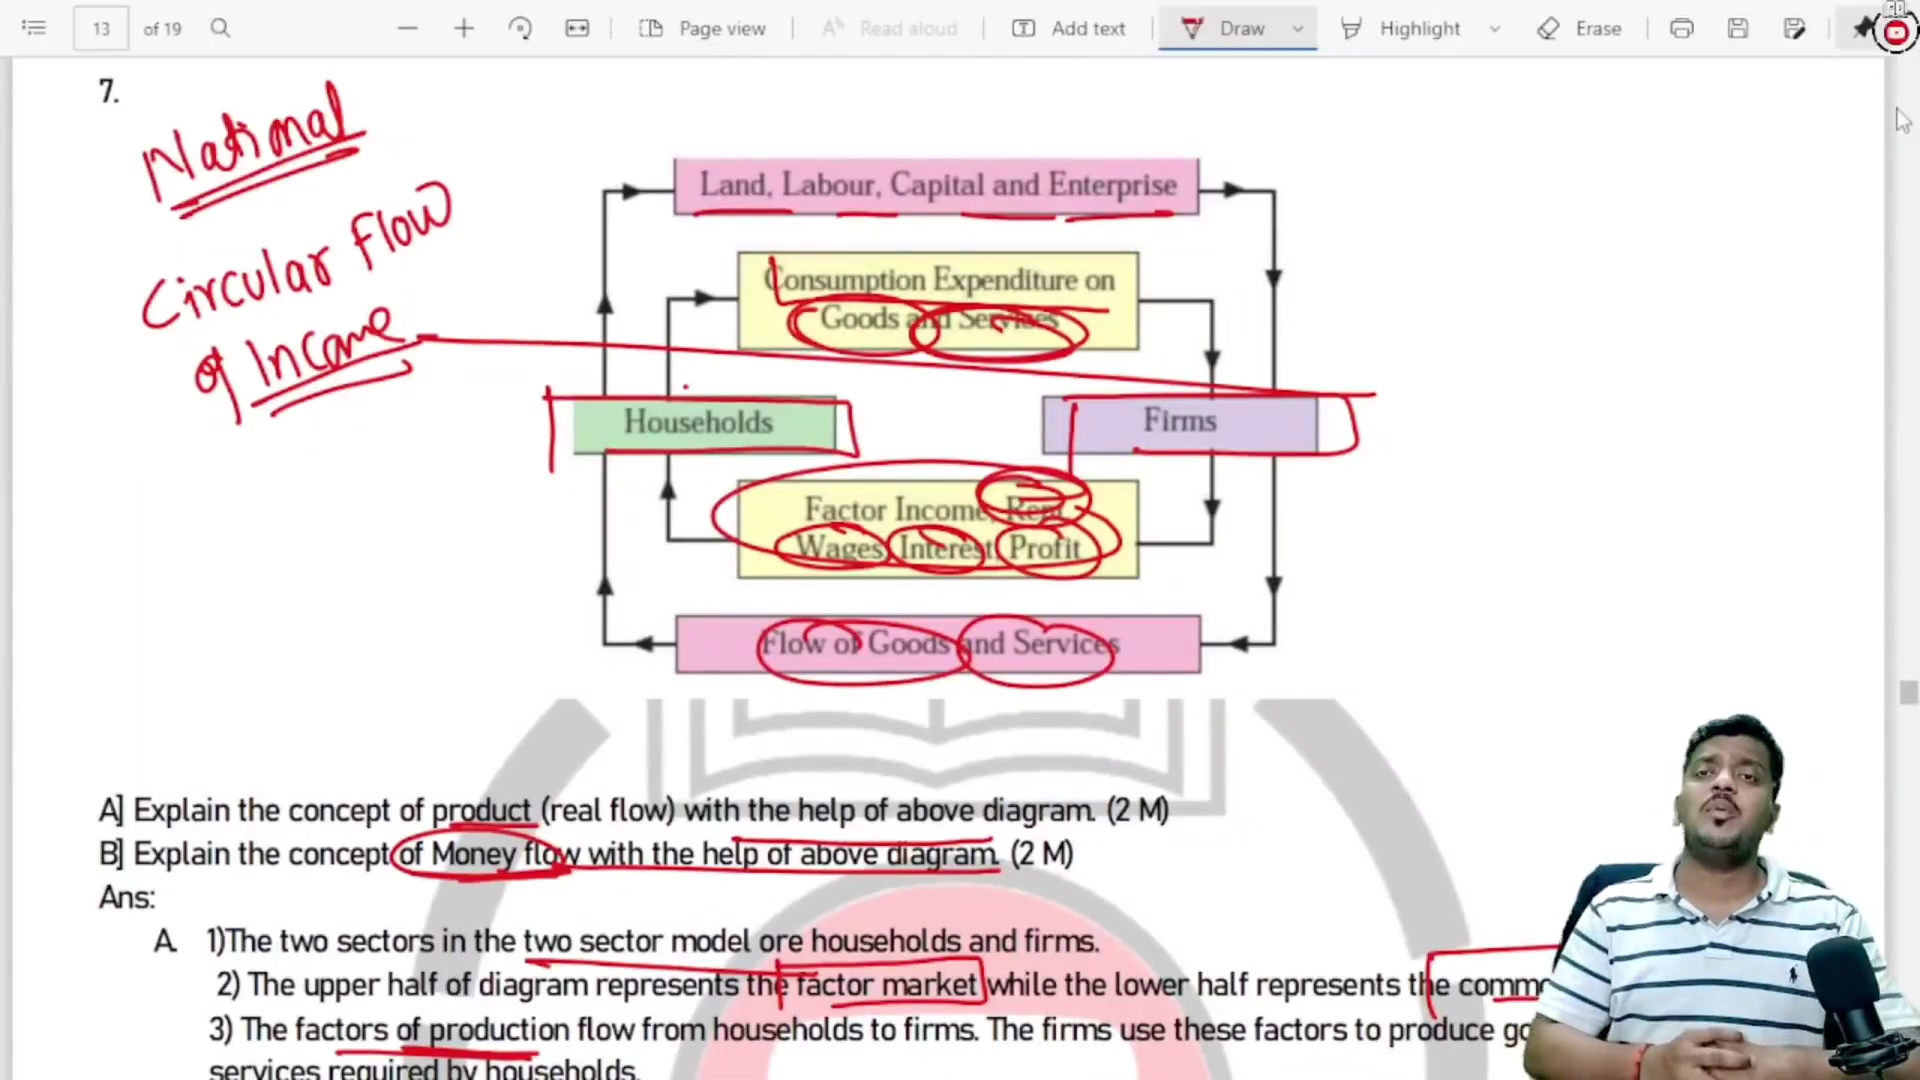 13 of 19 Page view Read aloud Add text Draw Highlight Erase
7.
National
Circular Flow
of Income
Land, Labour, Capital and Enterprise
Consumption Expenditure on
Goods and Services
Households
Firms
Factor Income, Rent,
Wages, Interest, Profit
Flow of Goods and Services
A] Explain the concept of product (real flow) with the help of above diagram. (2 M)
B] Explain the concept of Money flow with the help of above diagram. (2 M)
Ans:
A. 1)The two sectors in the two sector model ore households and firms.
2) The upper half of diagram represents the factor market while the lower half represents the
3) The factors of production flow from households to firms. The firms use these factors to produce
services required by households.